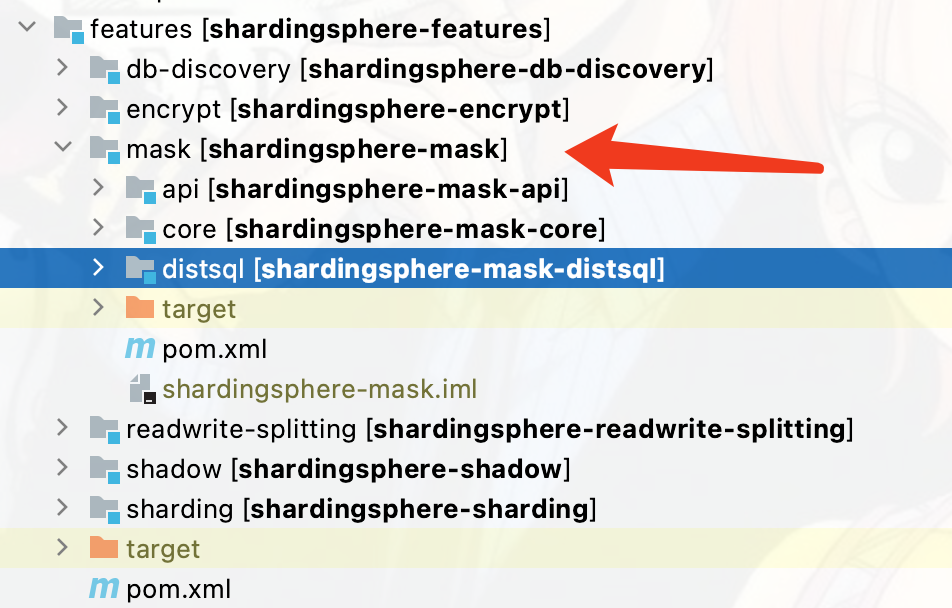 features [shardingsphere-features]
db-discovery [shardingsphere-db-discovery]
encrypt [shardingsphere-encrypt]
mask [shardingsphere-mask]
api [shardingsphere-mask-api]
core [shardingsphere-mask-core]
distsql [shardingsphere-mask-distsql]
target
pom.xml
shardingsphere-mask.iml
readwrite-splitting [shardingsphere-readwrite-splitting]
shadow [shardingsphere-shadow]
sharding [shardingsphere-sharding]
target
pom.xml